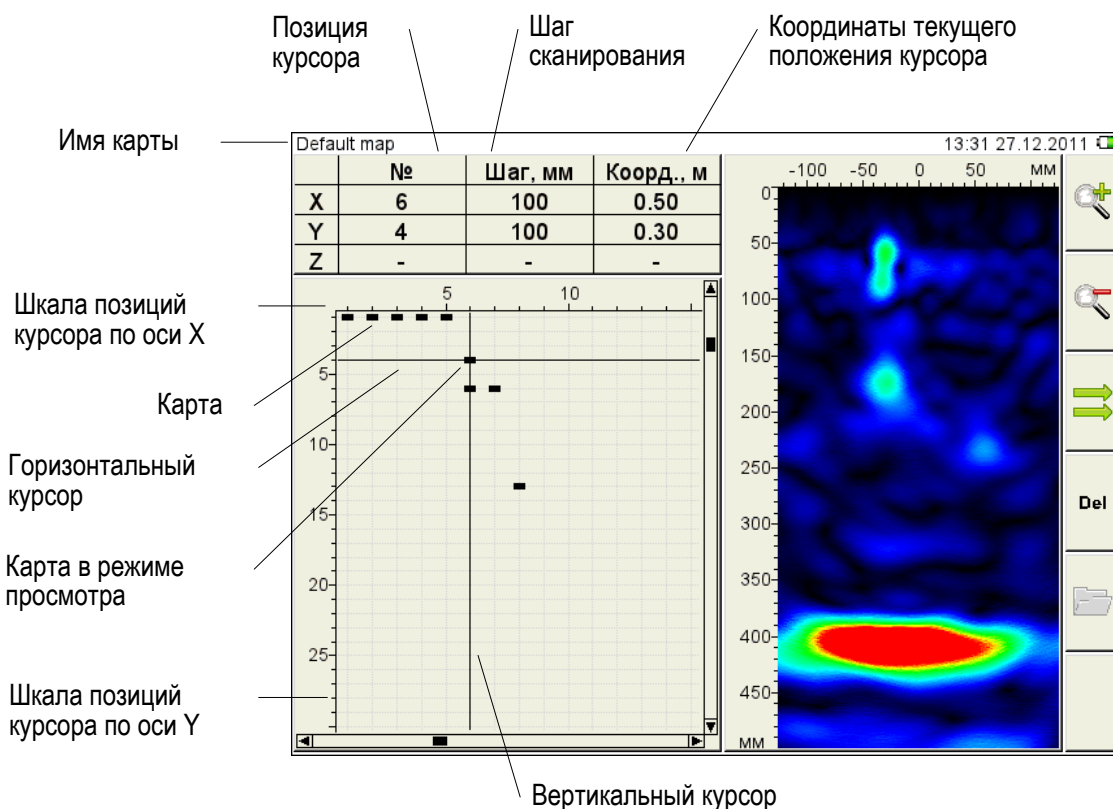 Позиция
курсора
Шаг
сканирования
Координаты текущего
положения курсора
Имя карты
Default map
13:31 27.12.2011
№ Шаг, мм Коорд., м
X 6 100 0.50
Y 4 100 0.30
Z - - -
-100 -50 0 50 мм
0
50
100
150
200
250
300
350
400
450
мм
5 10
5
10
15
20
25
Del
Шкала позиций
курсора по оси X
Карта
Горизонтальный
курсор
Карта в режиме
просмотра
Шкала позиций
курсора по оси Y
Вертикальный курсор